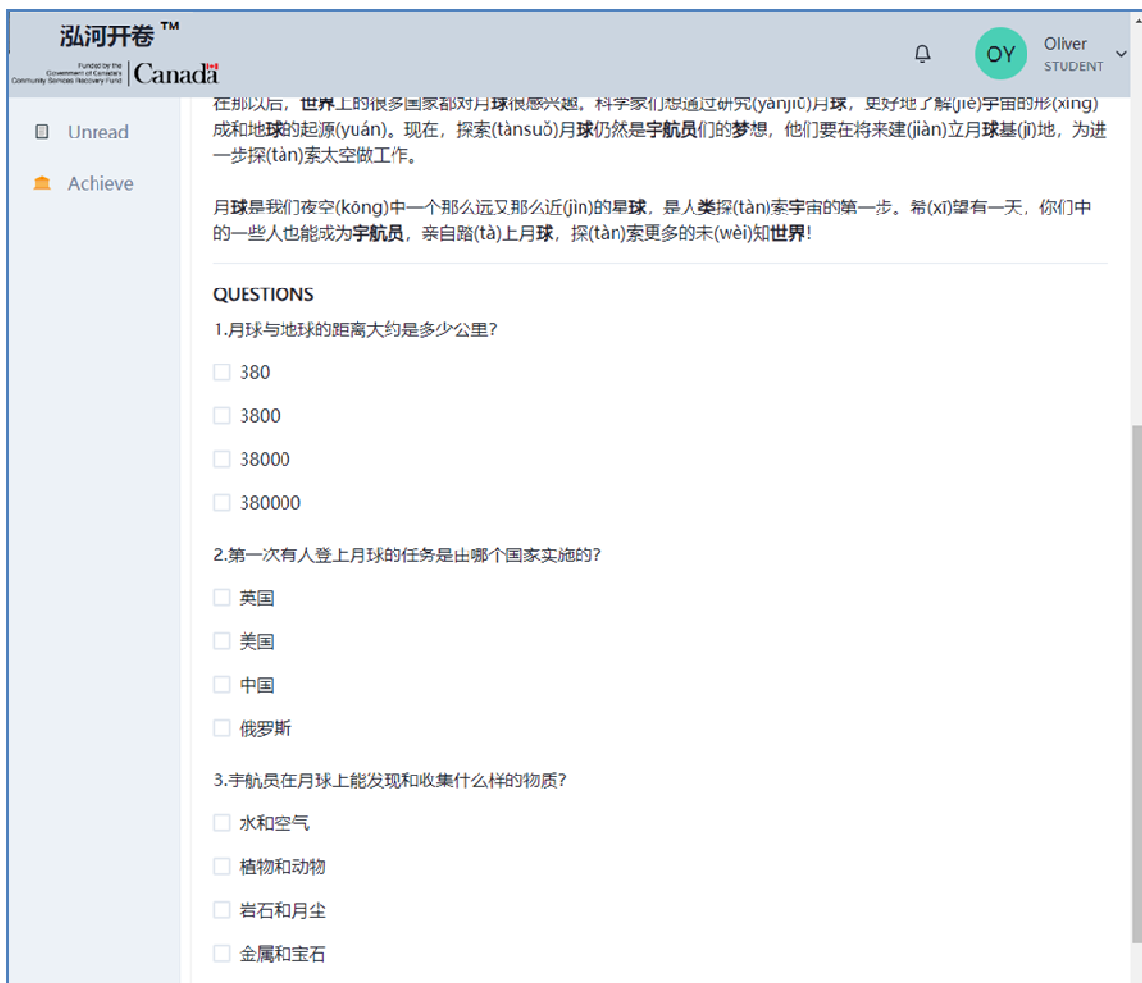 泓河开卷 ™
Funded by the
Government of Canada's
Community Services Recovery Fund
Canada
OY
Oliver
STUDENT
Unread
Achieve
在那以后，世界上的很多国家都对月球很感兴趣。科学家们想通过研究(yánjiū)月球，更好地了解(jiě)宇宙的形(xíng)
成和地球的起源(yuán)。现在，探索(tànsuǒ)月球仍然是宇航员们的梦想，他们要在将来建(jiàn)立月球基(jī)地，为进
一步探(tàn)索太空做工作。
月球是我们夜空(kōng)中一个那么远又那么近(jìn)的星球，是人类探(tàn)索宇宙的第一步。希(xī)望有一天，你们中
的一些人也能成为宇航员，亲自踏(tà)上月球，探(tàn)索更多的未(wèi)知世界！
QUESTIONS
1.月球与地球的距离大约是多少公里？
380
3800
38000
380000
2.第一次有人登上月球的任务是由哪个国家实施的？
英国
美国
中国
俄罗斯
3.宇航员在月球上能发现和收集什么样的物质？
水和空气
植物和动物
岩石和月尘
金属和宝石